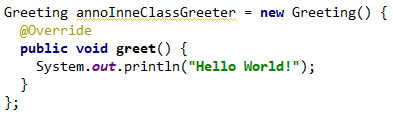 Greeting annoInneClassGreeter = new Greeting() {
  @Override
  public void greet() {
    System.out.println("Hello World!");
  }
};